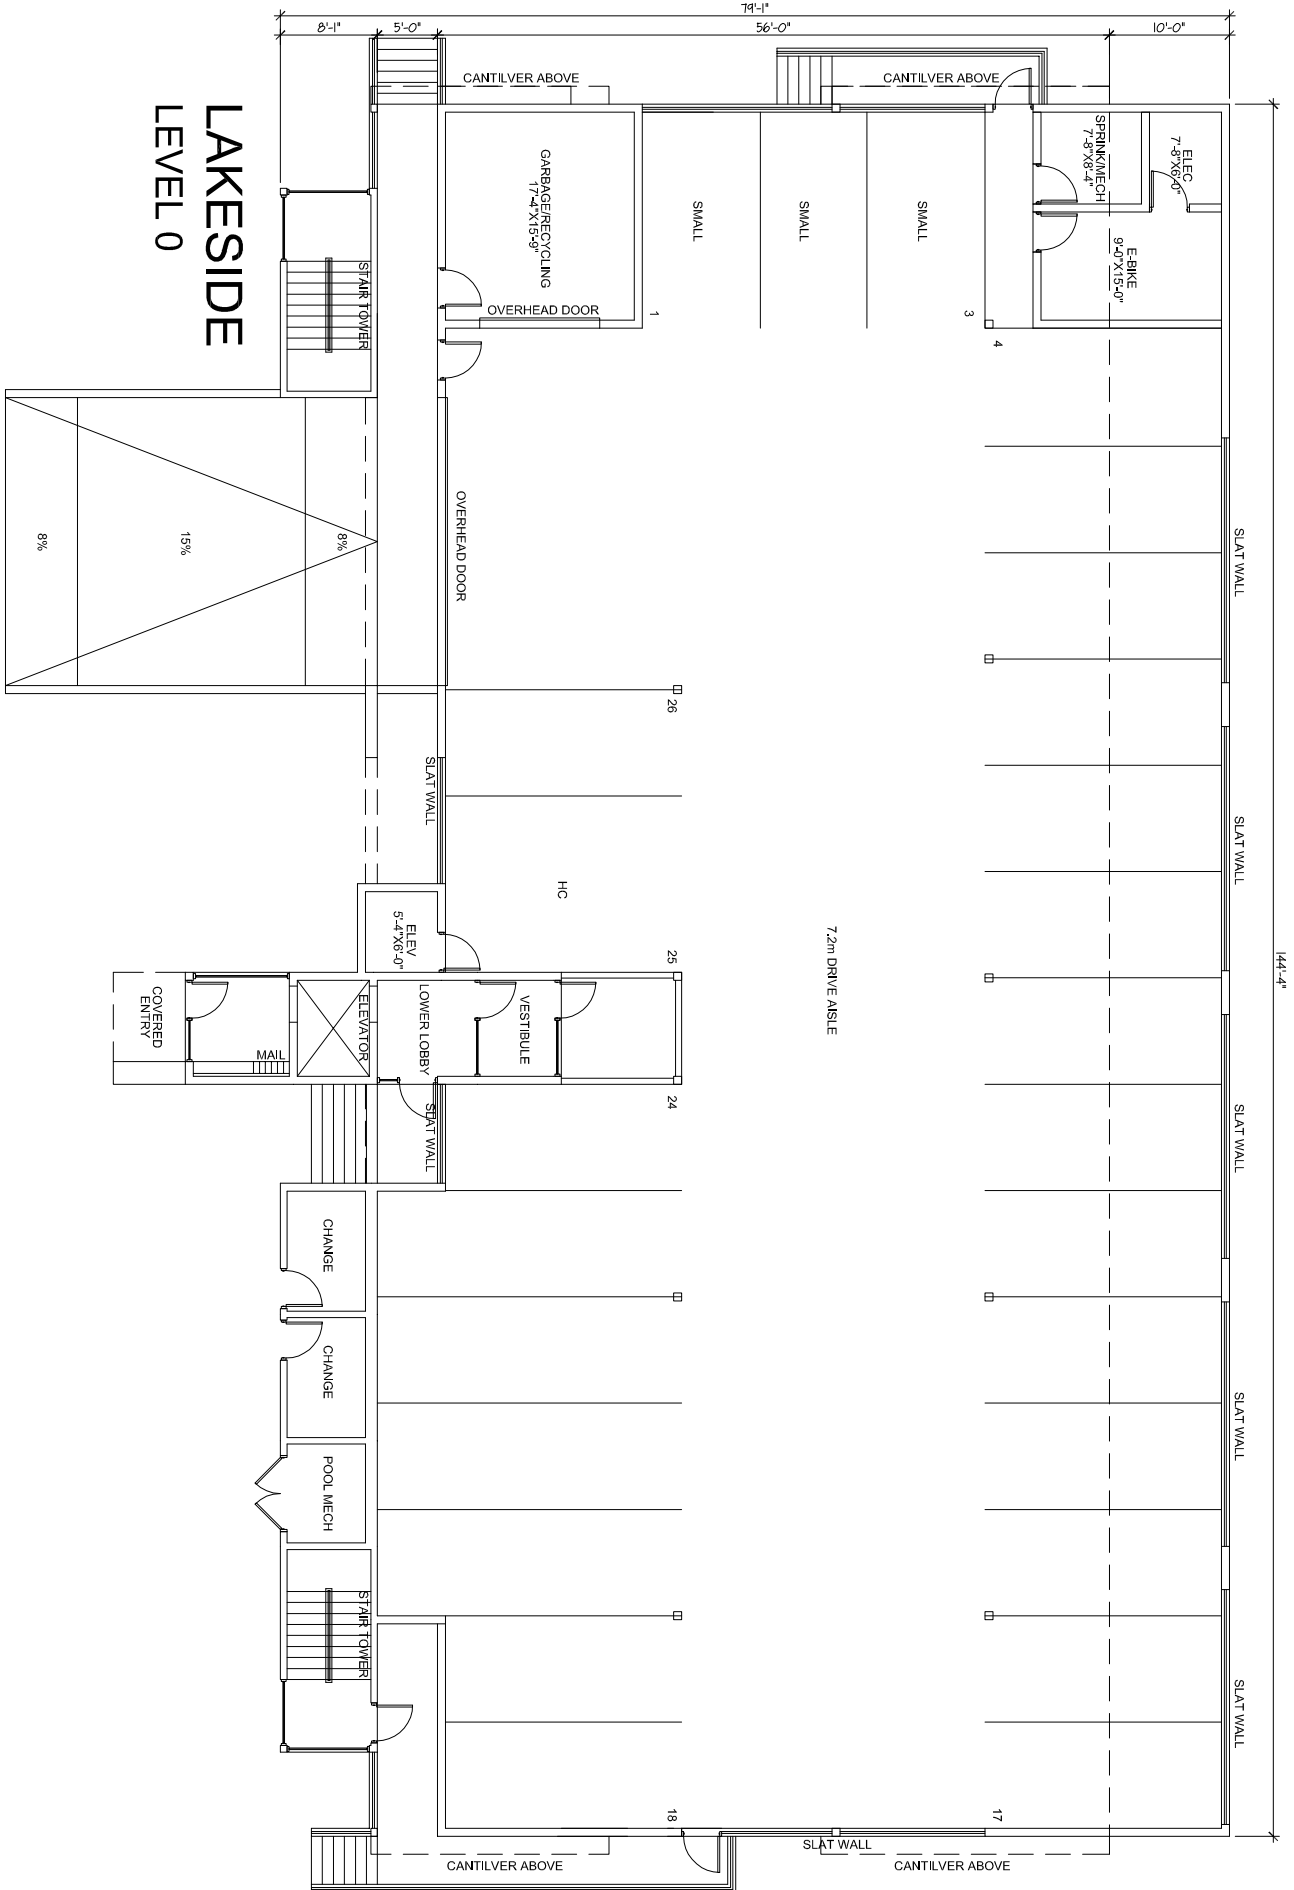 79'-1"
8'-1"
5'-0"
56'-0"
10'-0"
144'-4"
LAKESIDE
LEVEL 0
CANTILVER ABOVE
CANTILVER ABOVE
GARBAGE/RECYCLING
17'-4"X15'-9"
SMALL
SMALL
SMALL
SPRINK/MECH
7'-8"X8'-4"
ELEC
7'-8"X6'-0"
E-BIKE
9'-0"X15'-0"
STAIR TOWER
OVERHEAD DOOR
1
3
4
OVERHEAD DOOR
8%
15%
8%
SLAT WALL
26
SLAT WALL
SLAT WALL
HC
ELEV
5'-4"X6'-0"
25
7.2m DRIVE AISLE
COVERED
ENTRY
MAIL
ELEVATOR
LOWER LOBBY
VESTIBULE
24
SLAT WALL
SLAT WALL
CHANGE
CHANGE
SLAT WALL
POOL MECH
STAIR TOWER
SLAT WALL
18
17
SLAT WALL
CANTILVER ABOVE
CANTILVER ABOVE